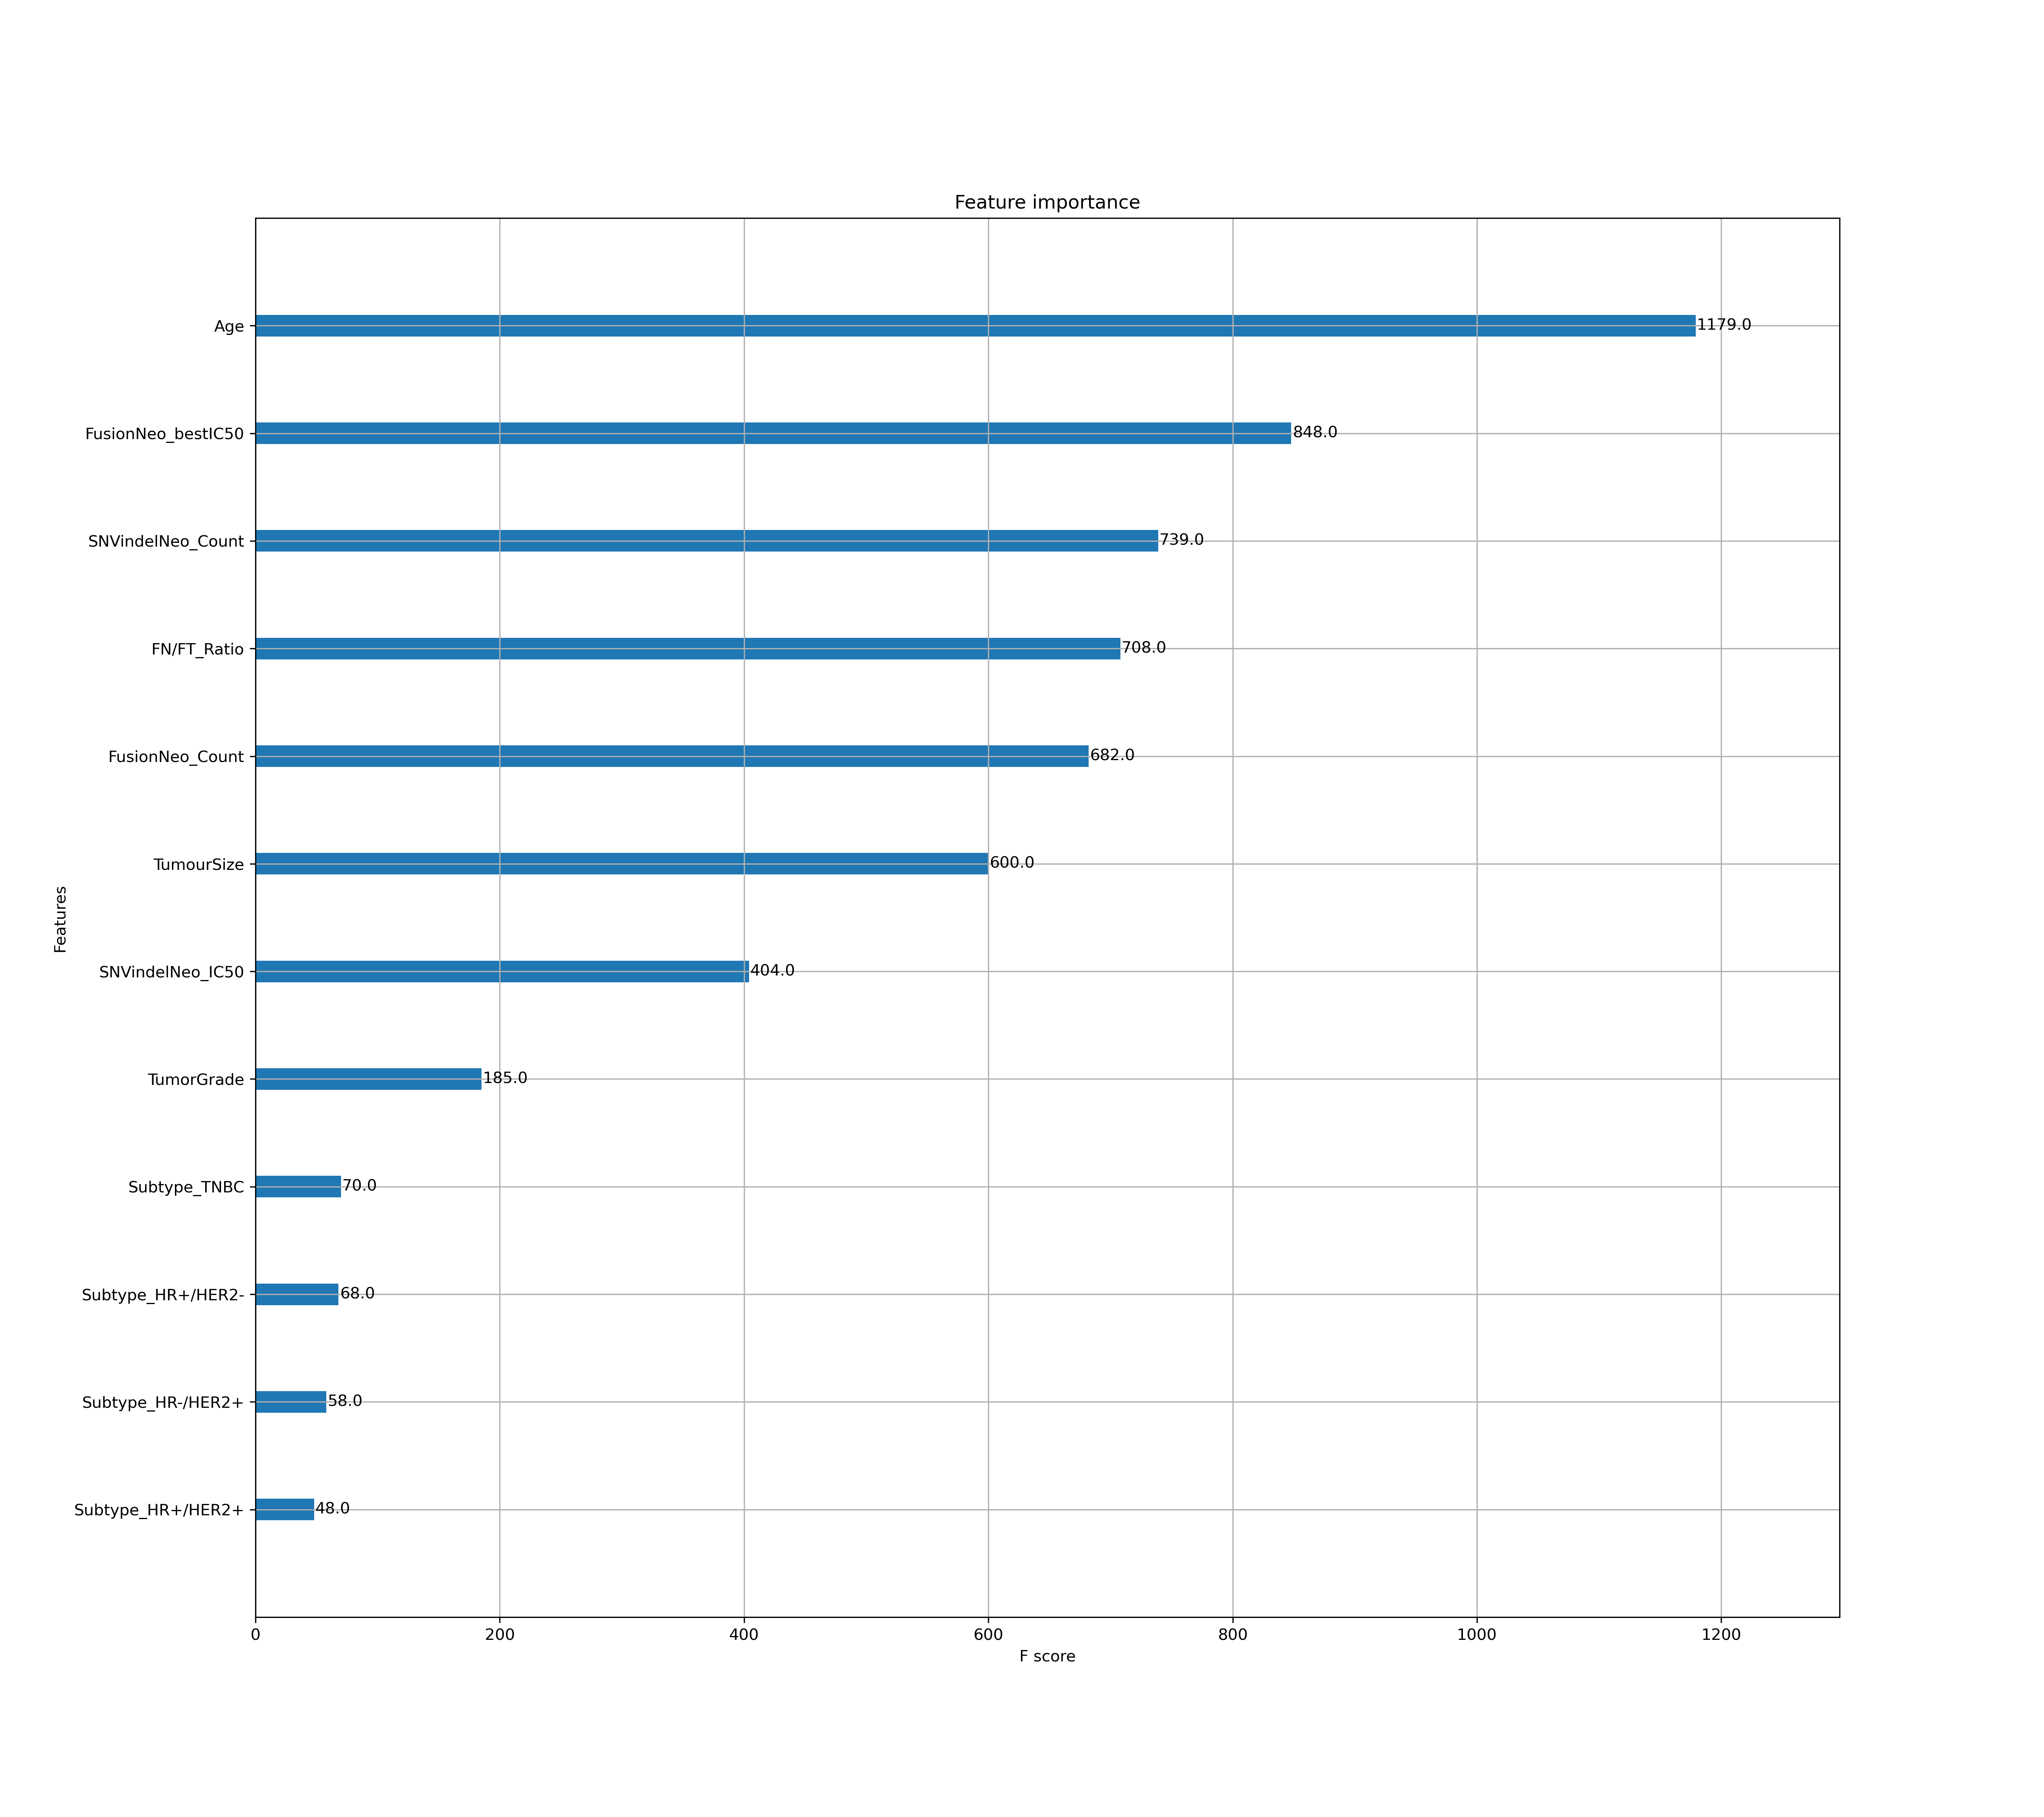 Feature importance
Age
1179.0
FusionNeo_bestIC50
848.0
SNVindelNeo_Count
739.0
FN/FT_Ratio
708.0
FusionNeo_Count
682.0
TumourSize
600.0
SNVindelNeo_IC50
404.0
TumorGrade
185.0
Subtype_TNBC
70.0
Subtype_HR+/HER2-
68.0
Subtype_HR-/HER2+
58.0
Subtype_HR+/HER2+
48.0
Features
0 200 400 600 800 1000 1200
F score